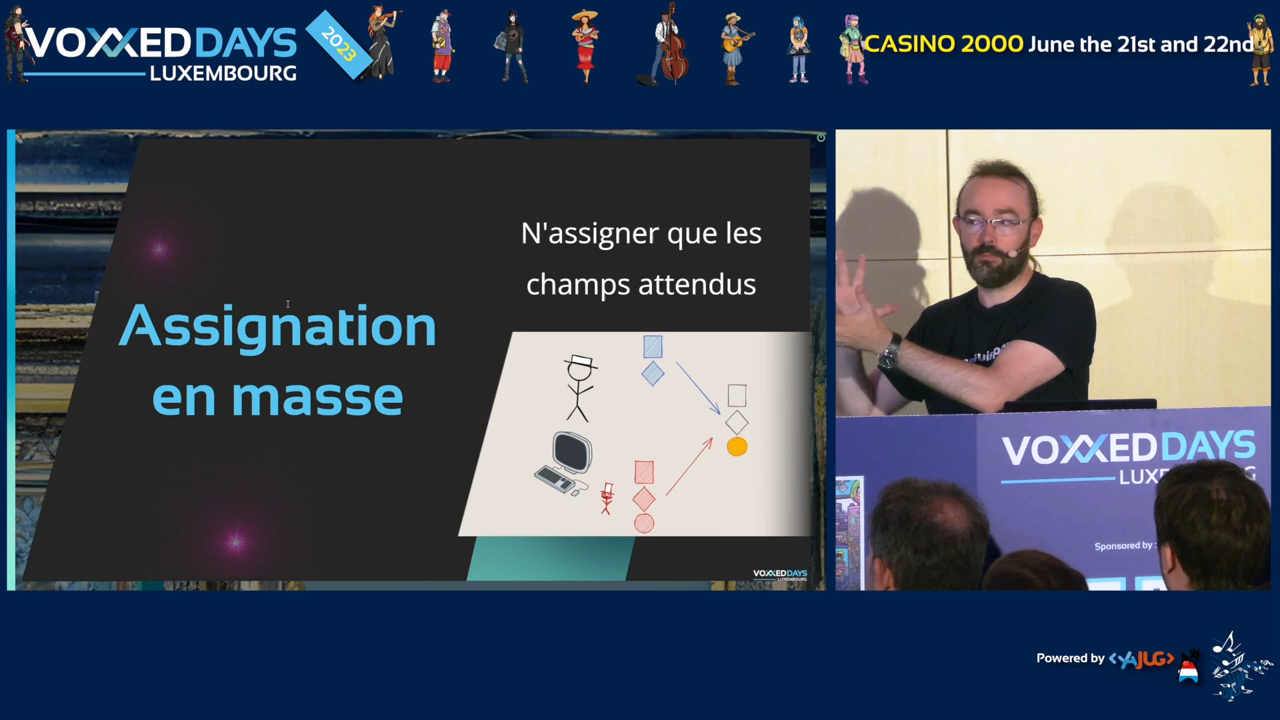 VOXXEDDAYS
LUXEMBOURG
2023
CASINO 2000 June the 21st and 22nd
N'assigner que les
champs attendus
Assignation
en masse
VOXXEDDAYS
LUXEMBOURG
VOXXEDDAYS
Sponsored by :
Powered by <YAJUG>